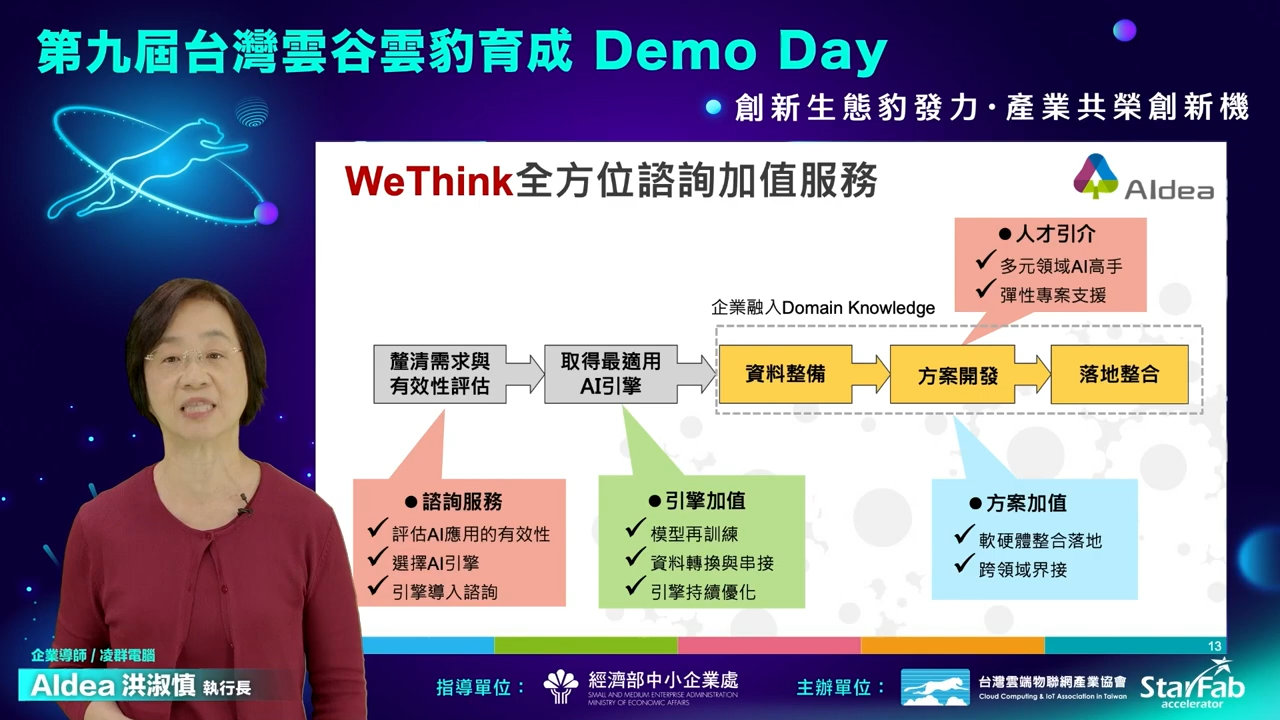 第九屆台灣雲谷雲豹育成 Demo Day
創新生態豹發力・產業共榮創新機
WeThink全方位諮詢加值服務
AIdea
●人才引介
✓多元領域AI高手
✓彈性專案支援
企業融入Domain Knowledge
釐清需求與
有效性評估
取得最適用
AI引擎
資料整備
方案開發
落地整合
●諮詢服務
✓評估AI應用的有效性
✓選擇AI引擎
✓引擎導入諮詢
●引擎加值
✓模型再訓練
✓資料轉換與串接
✓引擎持續優化
●方案加值
✓軟硬體整合落地
✓跨領域界接
13
企業導師 / 凌群電腦
AIdea 洪淑慎 執行長
指導單位：
經濟部中小企業處
SMALL AND MEDIUM ENTERPRISE ADMINISTRATION
MINISTRY OF ECONOMIC AFFAIRS
主辦單位：
台灣雲端物聯網產業協會
Cloud Computing & IoT Association in Taiwan
StarFab
accelerator